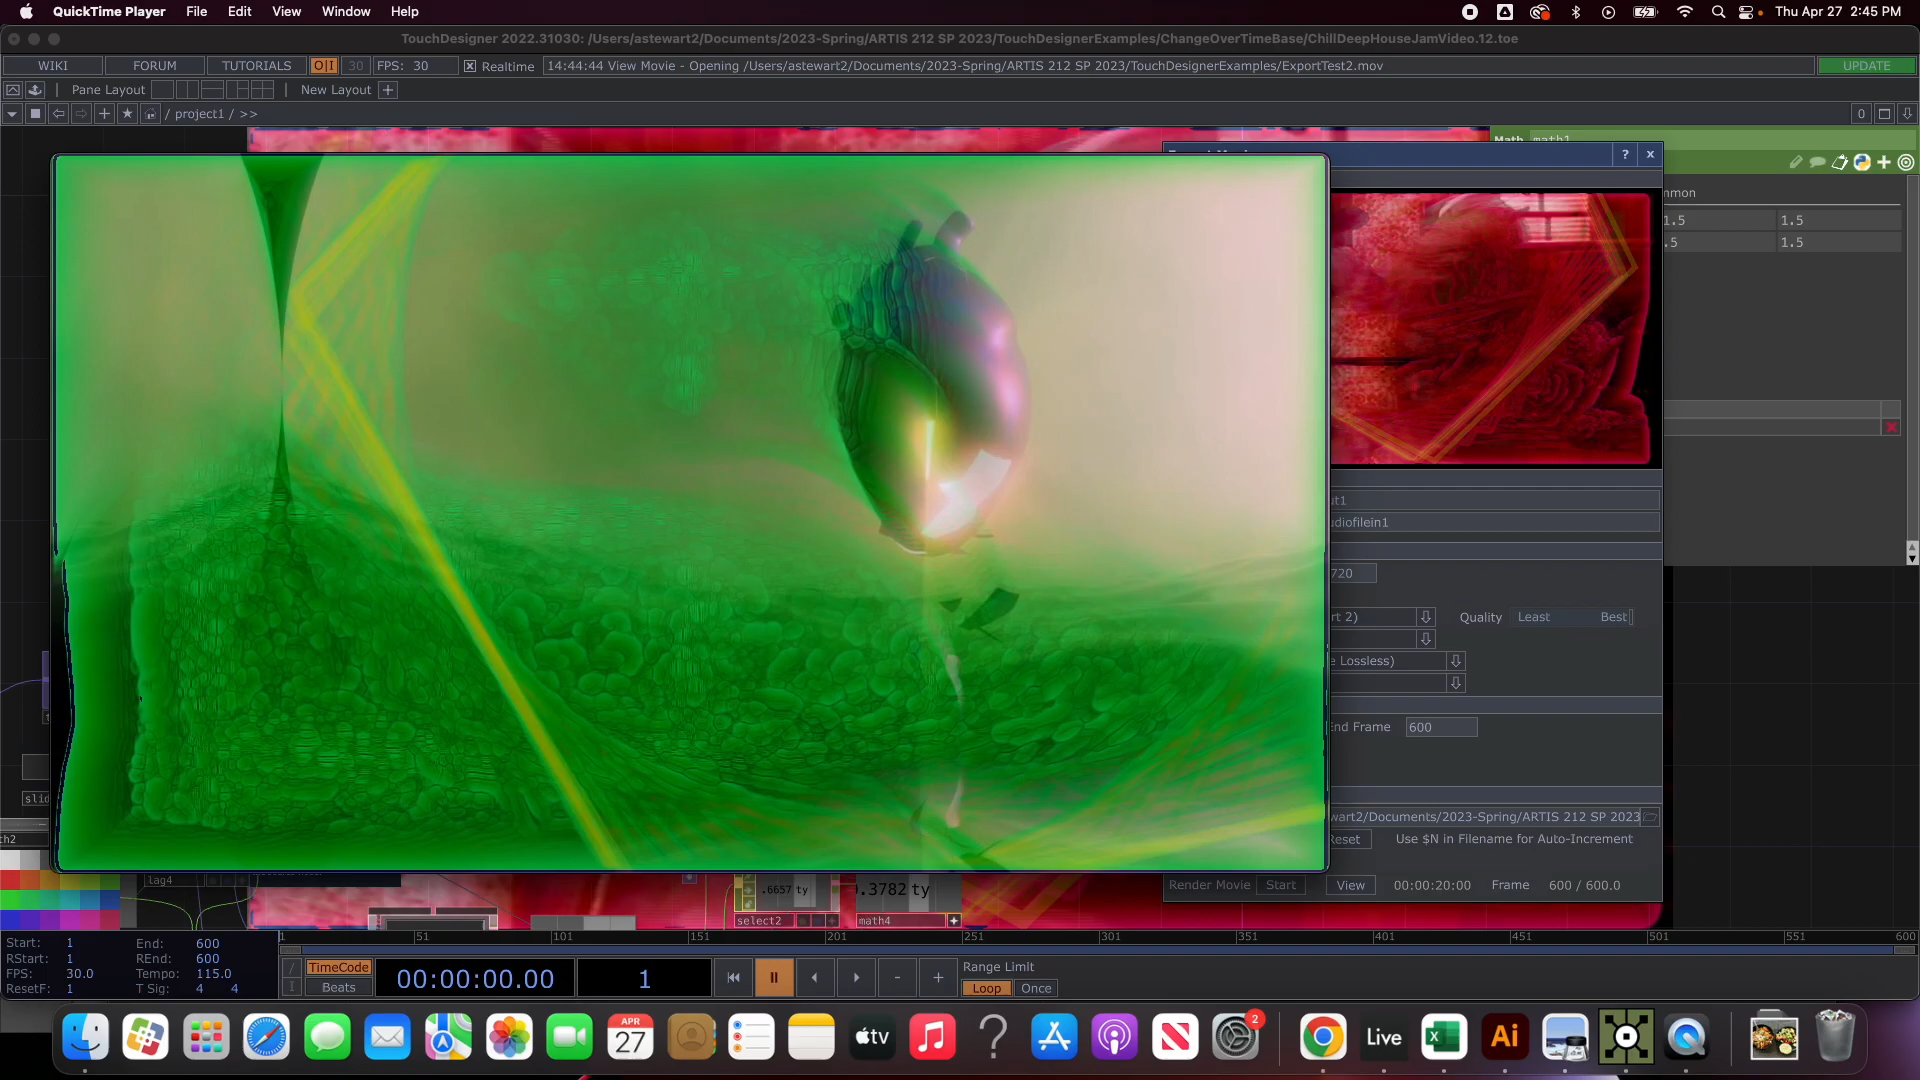 QuickTime Player File Edit View Window Help Thu Apr 27 2:45 PM
TouchDesigner 2022.31030: /Users/astewart2/Documents/2023-Spring/ARTIS 212 SP 2023/TouchDesignerExamples/ChangeOverTimeBase/ChillDeepHouseJamVideo.12.toe
WIKI FORUM TUTORIALS O|I 30 FPS: 30 Realtime 14:44:44 View Movie - Opening /Users/astewart2/Documents/2023-Spring/ARTIS 212 SP 2023/TouchDesignerExamples/ExportTest2.mov UPDATE
Pane Layout New Layout +
/ project1 / >> 0
Math math1
? x
mmon
1.5 1.5
.5 1.5
ut1
udiofilein1
720
rt 2) Quality Least Best
e Lossless)
End Frame 600
slid
wart2/Documents/2023-Spring/ARTIS 212 SP 2023
Reset Use $N in Filename for Auto-Increment
th2
lag4
Render Movie Start View 00:00:20:00 Frame 600 / 600.0
.6657 ty
.3782 ty
select2 math4
1 51 101 151 201 251 301 351 401 451 501 551 600
Start: 1 End: 600
RStart: 1 REnd: 600
FPS: 30.0 Tempo: 115.0
ResetF: 1 T Sig: 4 4
TimeCode
Beats
00:00:00.00 1
Range Limit
Loop Once
APR
27
tv
2
Live
Ai